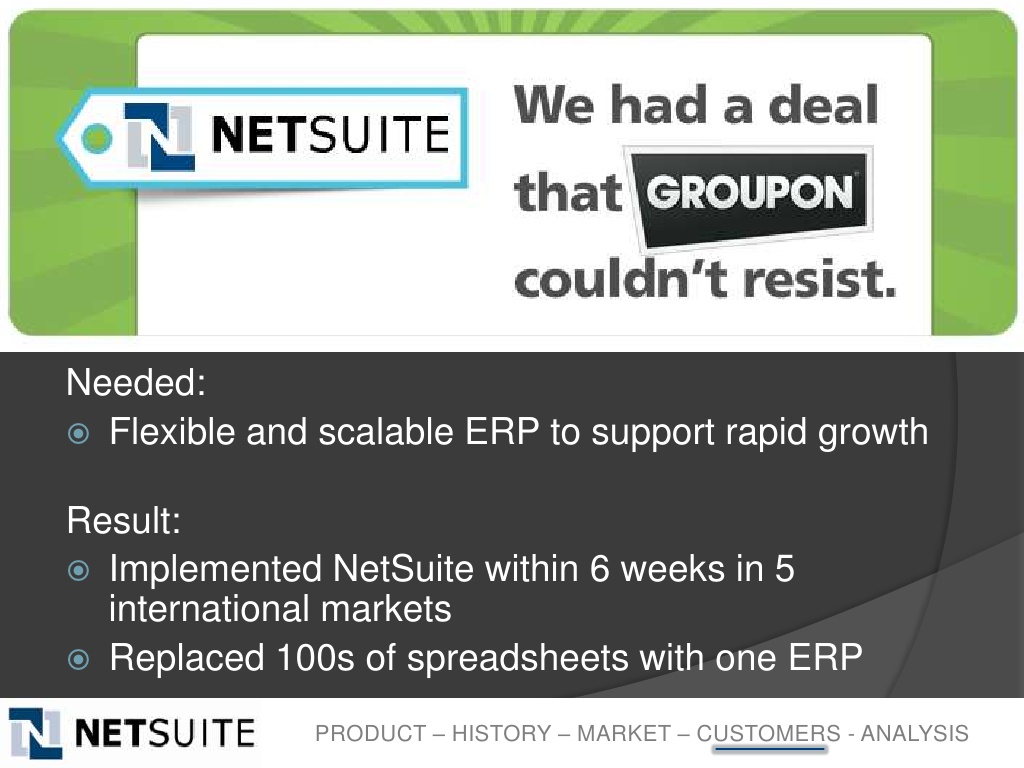 NETSUITE
We had a deal
that GROUPON
couldn't resist.
Needed:
Flexible and scalable ERP to support rapid growth
Result:
Implemented NetSuite within 6 weeks in 5
international markets
Replaced 100s of spreadsheets with one ERP
NETSUITE
PRODUCT – HISTORY – MARKET – CUSTOMERS - ANALYSIS